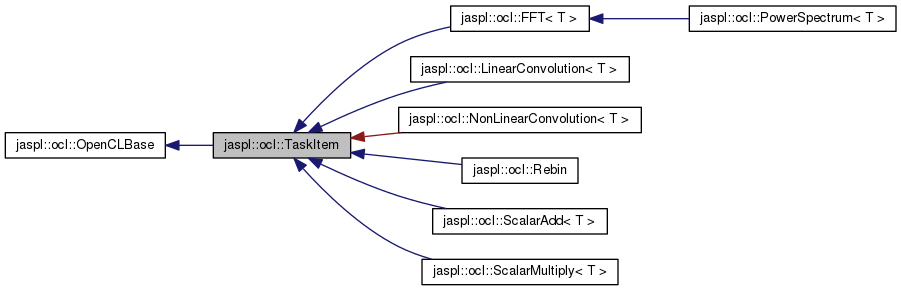 jaspl::ocl::FFT< T >
jaspl::ocl::PowerSpectrum< T >
jaspl::ocl::LinearConvolution< T >
jaspl::ocl::NonLinearConvolution< T >
jaspl::ocl::OpenCLBase
jaspl::ocl::TaskItem
jaspl::ocl::Rebin
jaspl::ocl::ScalarAdd< T >
jaspl::ocl::ScalarMultiply< T >